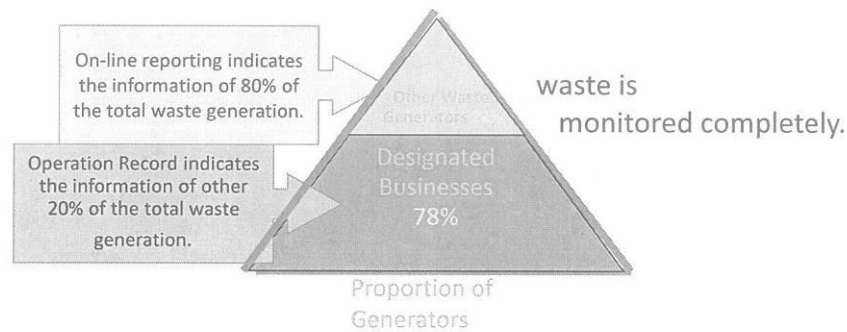 On-line reporting indicates
the information of 80% of
the total waste generation.
Operation Record indicates
the information of other
20% of the total waste
generation.
Other Waste
Generators
Designated
Businesses
78%
waste is
monitored completely.
Proportion of
Generators